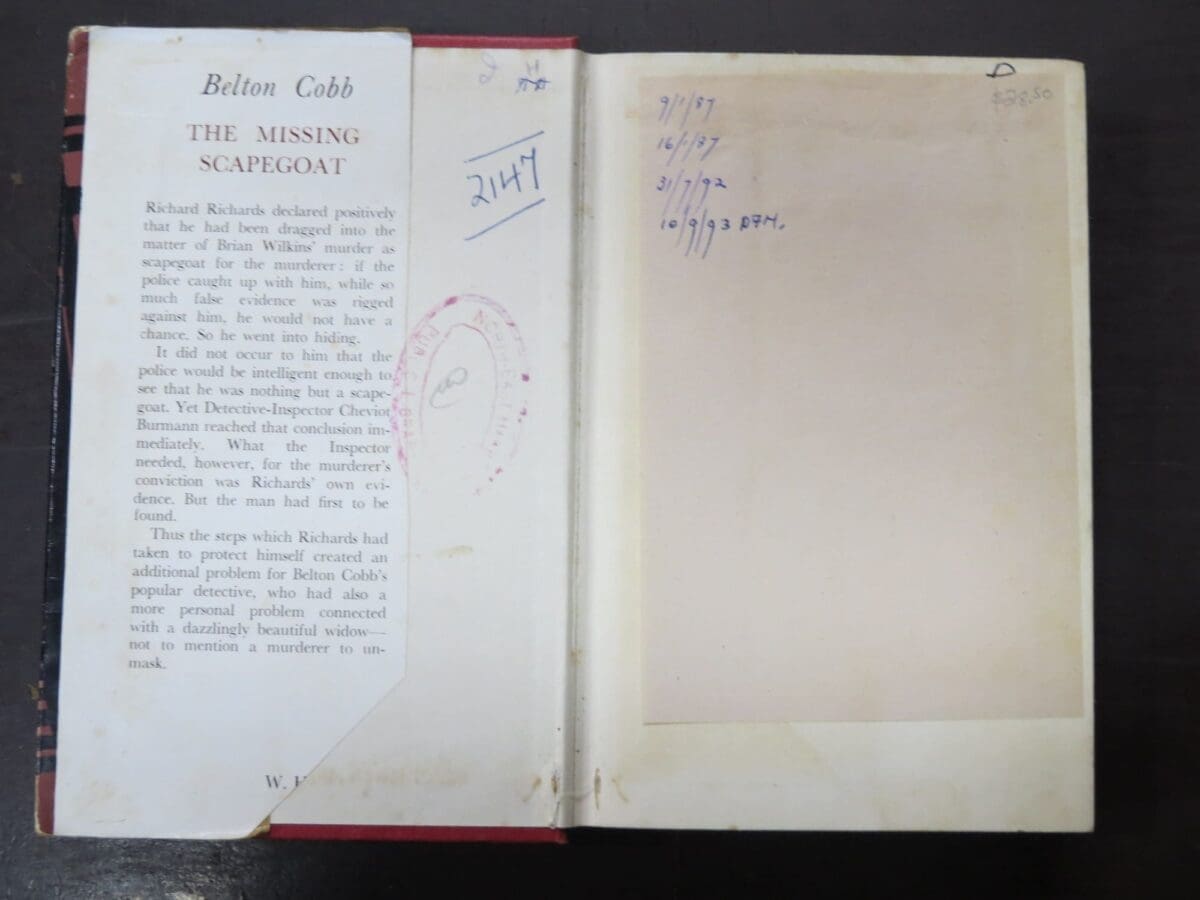 Belton Cobb
THE MISSING
SCAPEGOAT
Richard Richards declared positively
that he had been dragged into the
matter of Brian Wilkins' murder as
scapegoat for the murderer: if the
police caught up with him, while so
much false evidence was rigged
against him, he would not have a
chance. So he went into hiding.
It did not occur to him that the
police would be intelligent enough to
see that he was nothing but a scape-
goat. Yet Detective-Inspector Cheviot
Burmann reached that conclusion im-
mediately. What the Inspector
needed, however, for the murderer's
conviction was Richards' own evi-
dence. But the man had first to be
found.
Thus the steps which Richards had
taken to protect himself created an
additional problem for Belton Cobb's
popular detective, who had also a
more personal problem connected
with a dazzlingly beautiful widow—
not to mention a murderer to un-
mask.
W. H
2147
D
9/1/87
16/1/87
31/7/92
10/9/93